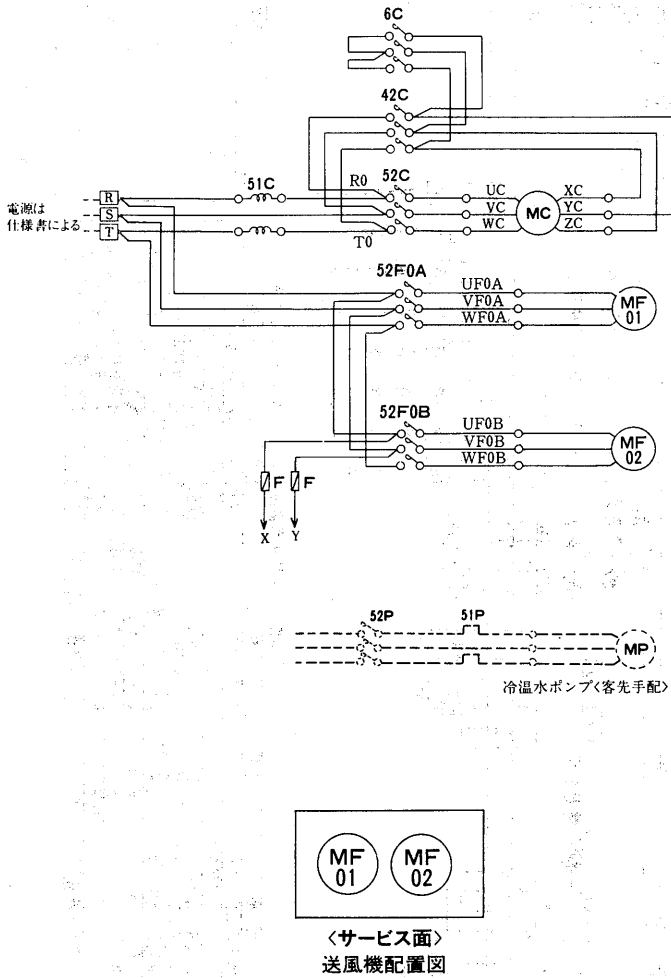 6C
42C
51C
R0
52C
UC
XC
電源は
仕様書による
R
S
T
VC
MC
YC
WC
ZC
T0
52F0A
UF0A
VF0A
WF0A
MF
01
52F0B
UF0B
VF0B
WF0B
MF
02
F
F
X
Y
52P
51P
MP
冷温水ポンプ〈客先手配〉
MF
01
MF
02
〈サービス面〉
送風機配置図